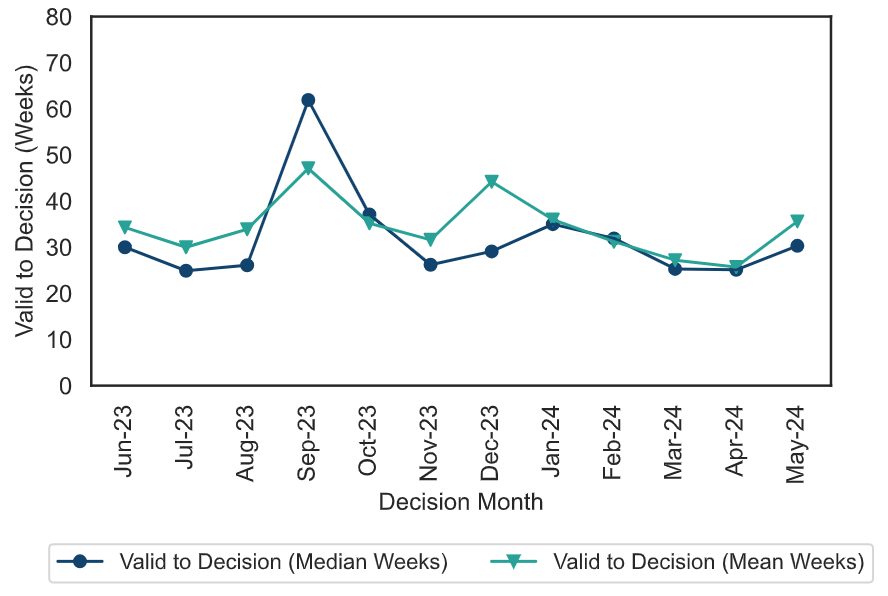 Valid to Decision (Weeks)
80
70
60
50
40
30
20
10
0
Jun-23
Jul-23
Aug-23
Sep-23
Oct-23
Nov-23
Dec-23
Jan-24
Feb-24
Mar-24
Apr-24
May-24
Decision Month
Valid to Decision (Median Weeks)
Valid to Decision (Mean Weeks)